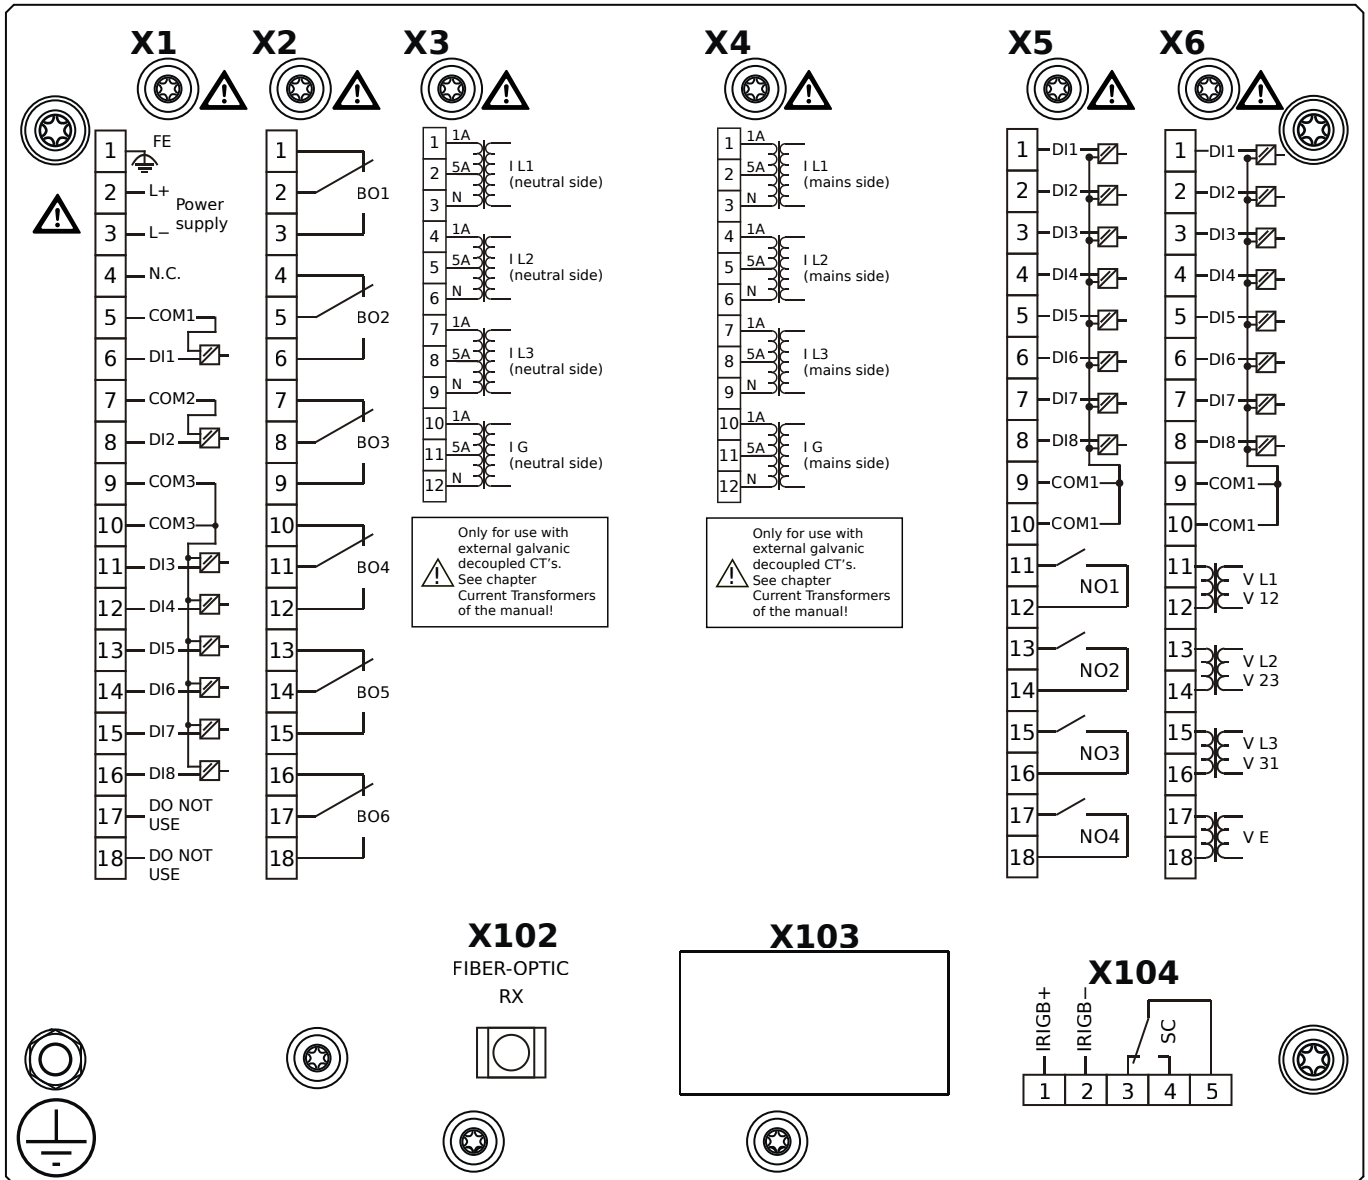 X1
1
FE
2
L+
Power
supply
3
L−
4
N.C.
5
COM1
6
DI1
7
COM2
8
DI2
9
COM3
10
COM3
11
DI3
12
DI4
13
DI5
14
DI6
15
DI7
16
DI8
17
DO NOT
USE
18
DO NOT
USE
X2
1
2
BO1
3
4
5
BO2
6
7
8
BO3
9
10
11
BO4
12
13
14
BO5
15
16
17
BO6
18
X3
1
1A
2
5A
3
N
I L1
(neutral side)
4
1A
5
5A
6
N
I L2
(neutral side)
7
1A
8
5A
9
N
I L3
(neutral side)
10
1A
11
5A
12
N
I G
(neutral side)
Only for use with
external galvanic
decoupled CT’s.
See chapter
Current Transformers
of the manual!
X4
1
1A
2
5A
3
N
I L1
(mains side)
4
1A
5
5A
6
N
I L2
(mains side)
7
1A
8
5A
9
N
I L3
(mains side)
10
1A
11
5A
12
N
I G
(mains side)
Only for use with
external galvanic
decoupled CT’s.
See chapter
Current Transformers
of the manual!
X5
1
DI1
2
DI2
3
DI3
4
DI4
5
DI5
6
DI6
7
DI7
8
DI8
9
COM1
10
COM1
11
NO1
12
13
NO2
14
15
NO3
16
17
NO4
18
X6
1
DI1
2
DI2
3
DI3
4
DI4
5
DI5
6
DI6
7
DI7
8
DI8
9
COM1
10
COM1
11
V L1
V 12
12
13
V L2
V 23
14
15
V L3
V 31
16
17
V E
18
X102
FIBER-OPTIC
RX
X103
X104
IRIGB+
IRIGB−
SC
1 2 3 4 5